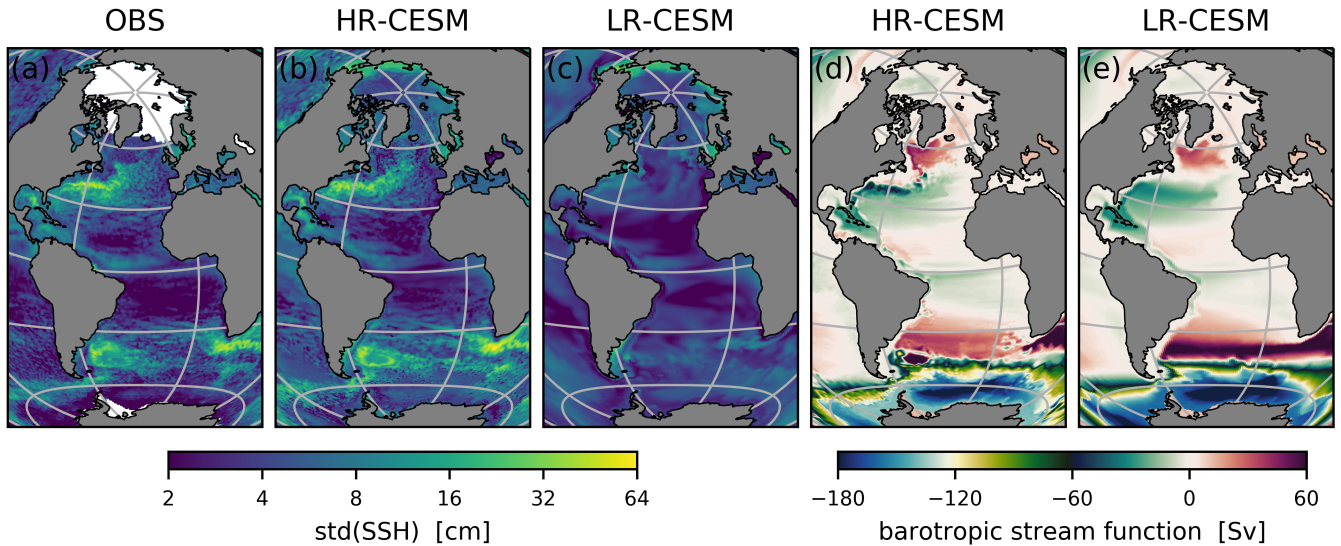 OBS
HR-CESM
LR-CESM
HR-CESM
LR-CESM
(a)
(b)
(c)
(d)
(e)
2
4
8
16
32
64
−180
−120
−60
0
60
std(SSH) [cm]
barotropic stream function [Sv]